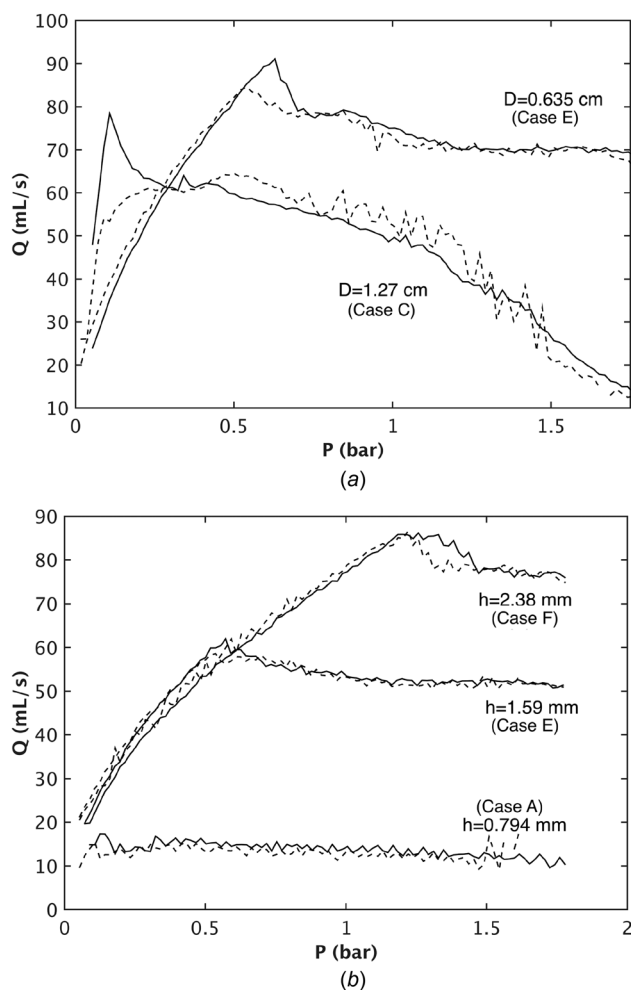 100
90
80
70
60
50
40
30
20
10
Q (mL/s)
D=0.635 cm
(Case E)
D=1.27 cm
(Case C)
0 0.5 1 1.5
P (bar)
(a)
90
80
70
60
50
40
30
20
10
0
Q (mL/s)
h=2.38 mm
(Case F)
h=1.59 mm
(Case E)
(Case A)
h=0.794 mm
0 0.5 1 1.5 2
P (bar)
(b)